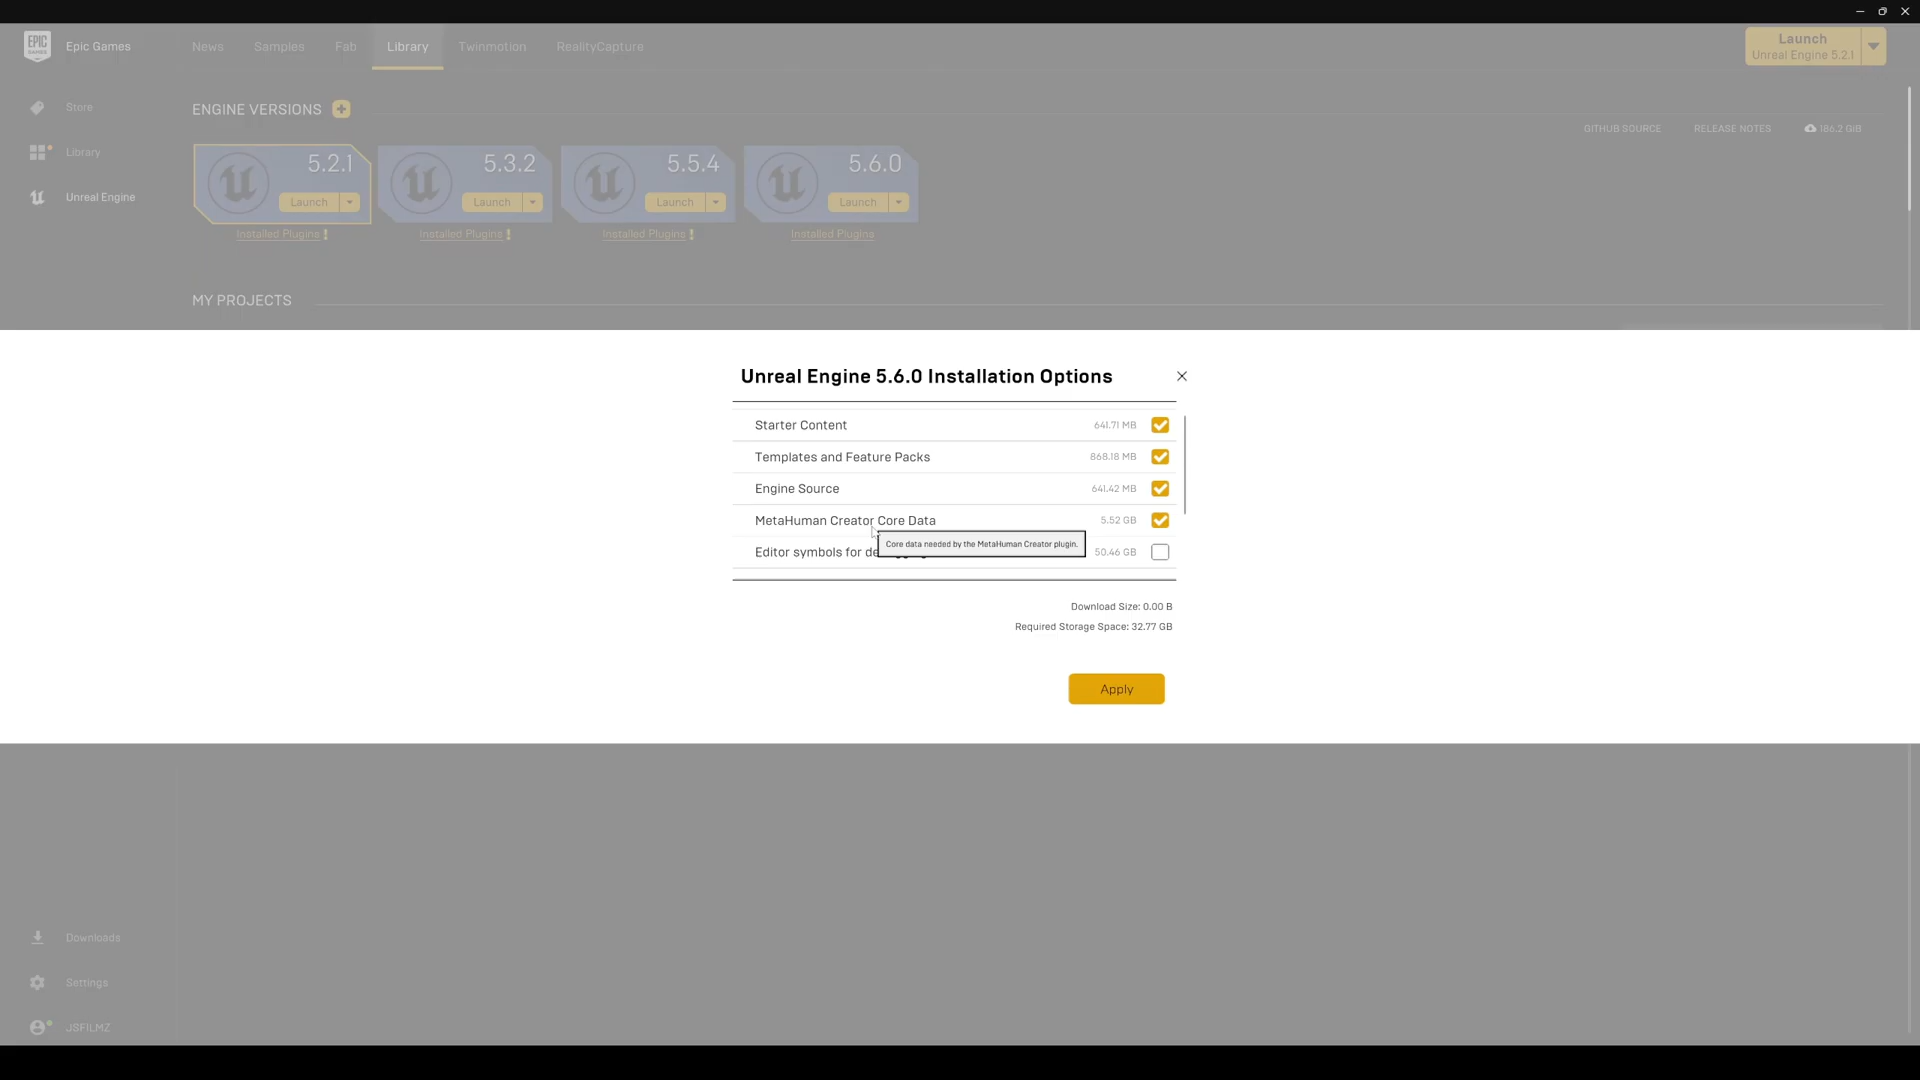 EPIC GAMES
Epic Games
News
Samples
Fab
Library
Twinmotion
RealityCapture
Launch
Unreal Engine 5.2.1
Store
Library
Unreal Engine
ENGINE VERSIONS
GITHUB SOURCE
RELEASE NOTES
186.2 GiB
5.2.1
Launch
Installed Plugins
5.3.2
Launch
Installed Plugins
5.5.4
Launch
Installed Plugins
5.6.0
Launch
Installed Plugins
MY PROJECTS
Unreal Engine 5.6.0 Installation Options
Starter Content 641.71 MB
Templates and Feature Packs 868.18 MB
Engine Source 641.42 MB
MetaHuman Creator Core Data 5.52 GB
Core data needed by the MetaHuman Creator plugin.
Editor symbols for 50.46 GB
Download Size: 0.00 B
Required Storage Space: 32.77 GB
Apply
Downloads
Settings
JSFILMZ